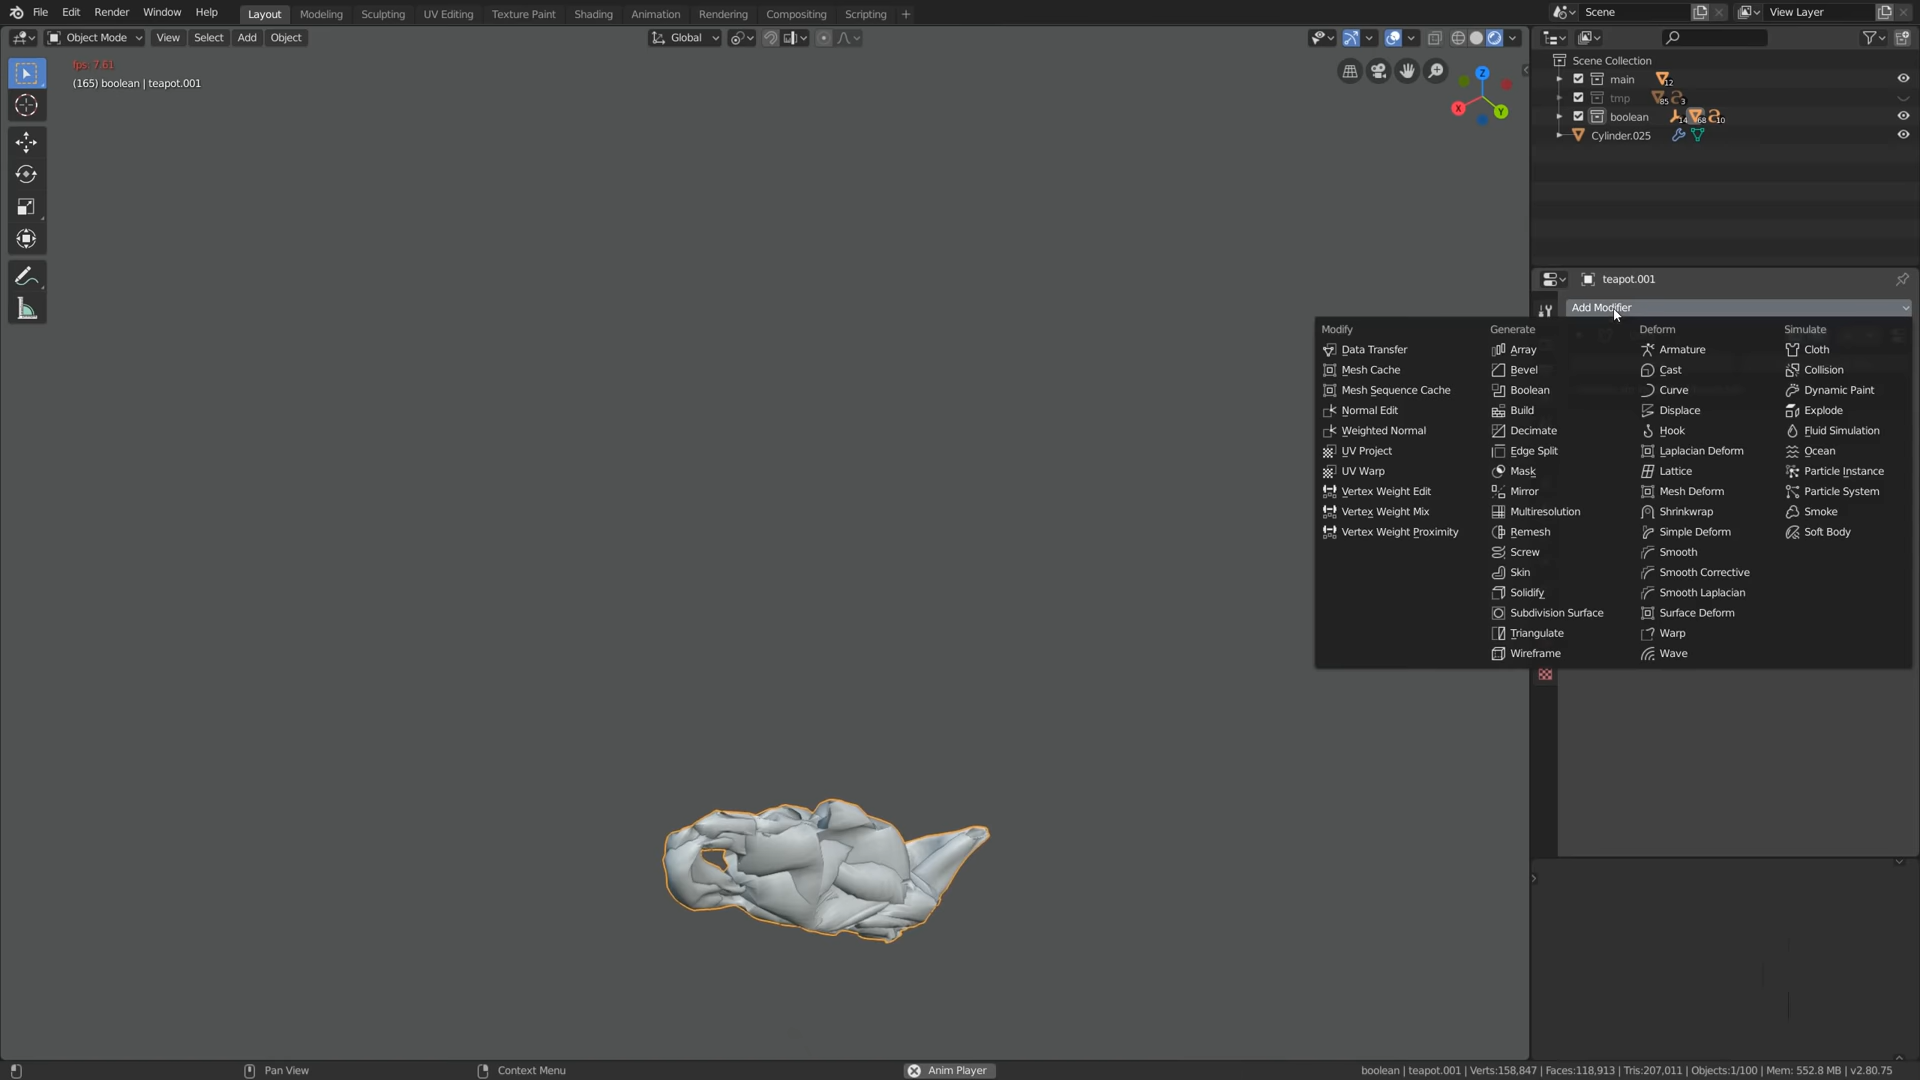 File Edit Render Window Help Layout Modeling Sculpting UV Editing Texture Paint Shading Animation Rendering Compositing Scripting + Scene View Layer
Object Mode View Select Add Object Global
fps: 7.61
(165) boolean | teapot.001
X Y Z
Scene Collection
main 12
tmp 85 3
boolean 14 68 10
Cylinder.025
teapot.001
Add Modifier
Modify
Data Transfer
Mesh Cache
Mesh Sequence Cache
Normal Edit
Weighted Normal
UV Project
UV Warp
Vertex Weight Edit
Vertex Weight Mix
Vertex Weight Proximity
Generate
Array
Bevel
Boolean
Build
Decimate
Edge Split
Mask
Mirror
Multiresolution
Remesh
Screw
Skin
Solidify
Subdivision Surface
Triangulate
Wireframe
Deform
Armature
Cast
Curve
Displace
Hook
Laplacian Deform
Lattice
Mesh Deform
Shrinkwrap
Simple Deform
Smooth
Smooth Corrective
Smooth Laplacian
Surface Deform
Warp
Wave
Simulate
Cloth
Collision
Dynamic Paint
Explode
Fluid Simulation
Ocean
Particle Instance
Particle System
Smoke
Soft Body
Pan View Context Menu Anim Player boolean | teapot.001 | Verts:158,847 | Faces:118,913 | Tris:207,011 | Objects:1/100 | Mem: 552.8 MB | v2.80.75